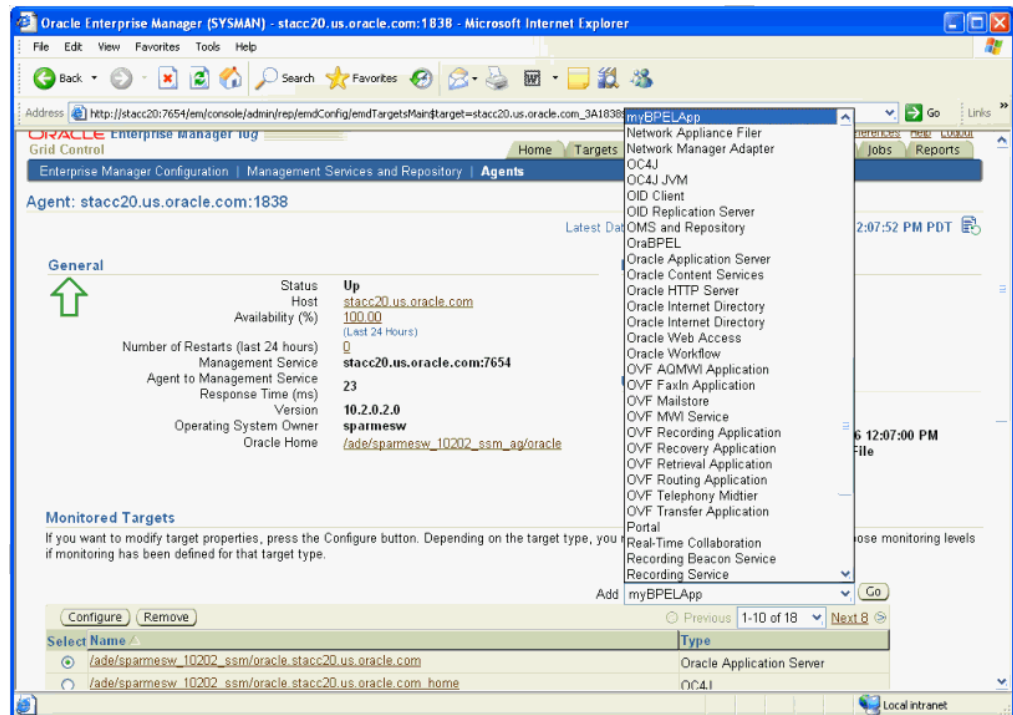 Oracle Enterprise Manager (SYSMAN) - stacc20.us.oracle.com:1838 - Microsoft Internet Explorer
File Edit View Favorites Tools Help
Back Search Favorites
Address http://stacc20:7654/em/console/admin/rep/emdConfig/emdTargetsMain$target=stacc20.us.oracle.com_3A1838 Go Links
ORACLE Enterprise Manager 10g
Grid Control
Help Logout
Home Targets Jobs Reports
Enterprise Manager Configuration | Management Services and Repository | Agents
Agent: stacc20.us.oracle.com:1838
Latest Dat 2:07:52 PM PDT
General
Status Up
Host stacc20.us.oracle.com
Availability (%) 100.00
(Last 24 Hours)
Number of Restarts (last 24 hours) 0
Management Service stacc20.us.oracle.com:7654
Agent to Management Service
Response Time (ms) 23
Version 10.2.0.2.0
Operating System Owner sparmesw
Oracle Home /ade/sparmesw_10202_ssm_ag/oracle
6 12:07:00 PM
File
myBPELApp
Network Appliance Filer
Network Manager Adapter
OC4J
OC4J JVM
OID Client
OID Replication Server
OMS and Repository
OraBPEL
Oracle Application Server
Oracle Content Services
Oracle HTTP Server
Oracle Internet Directory
Oracle Internet Directory
Oracle Web Access
Oracle Workflow
OVF AQMWI Application
OVF FaxIn Application
OVF Mailstore
OVF MWI Service
OVF Recording Application
OVF Recovery Application
OVF Retrieval Application
OVF Routing Application
OVF Telephony Midtier
OVF Transfer Application
Portal
Real-Time Collaboration
Recording Beacon Service
Recording Service
Monitored Targets
If you want to modify target properties, press the Configure button. Depending on the target type, you ose monitoring levels
if monitoring has been defined for that target type.
Add myBPELApp Go
Configure Remove Previous 1-10 of 18 Next 8
Select Name Type
/ade/sparmesw_10202_ssm/oracle.stacc20.us.oracle.com Oracle Application Server
/ade/sparmesw_10202_ssm/oracle.stacc20.us.oracle.com_home OC4J
Local intranet